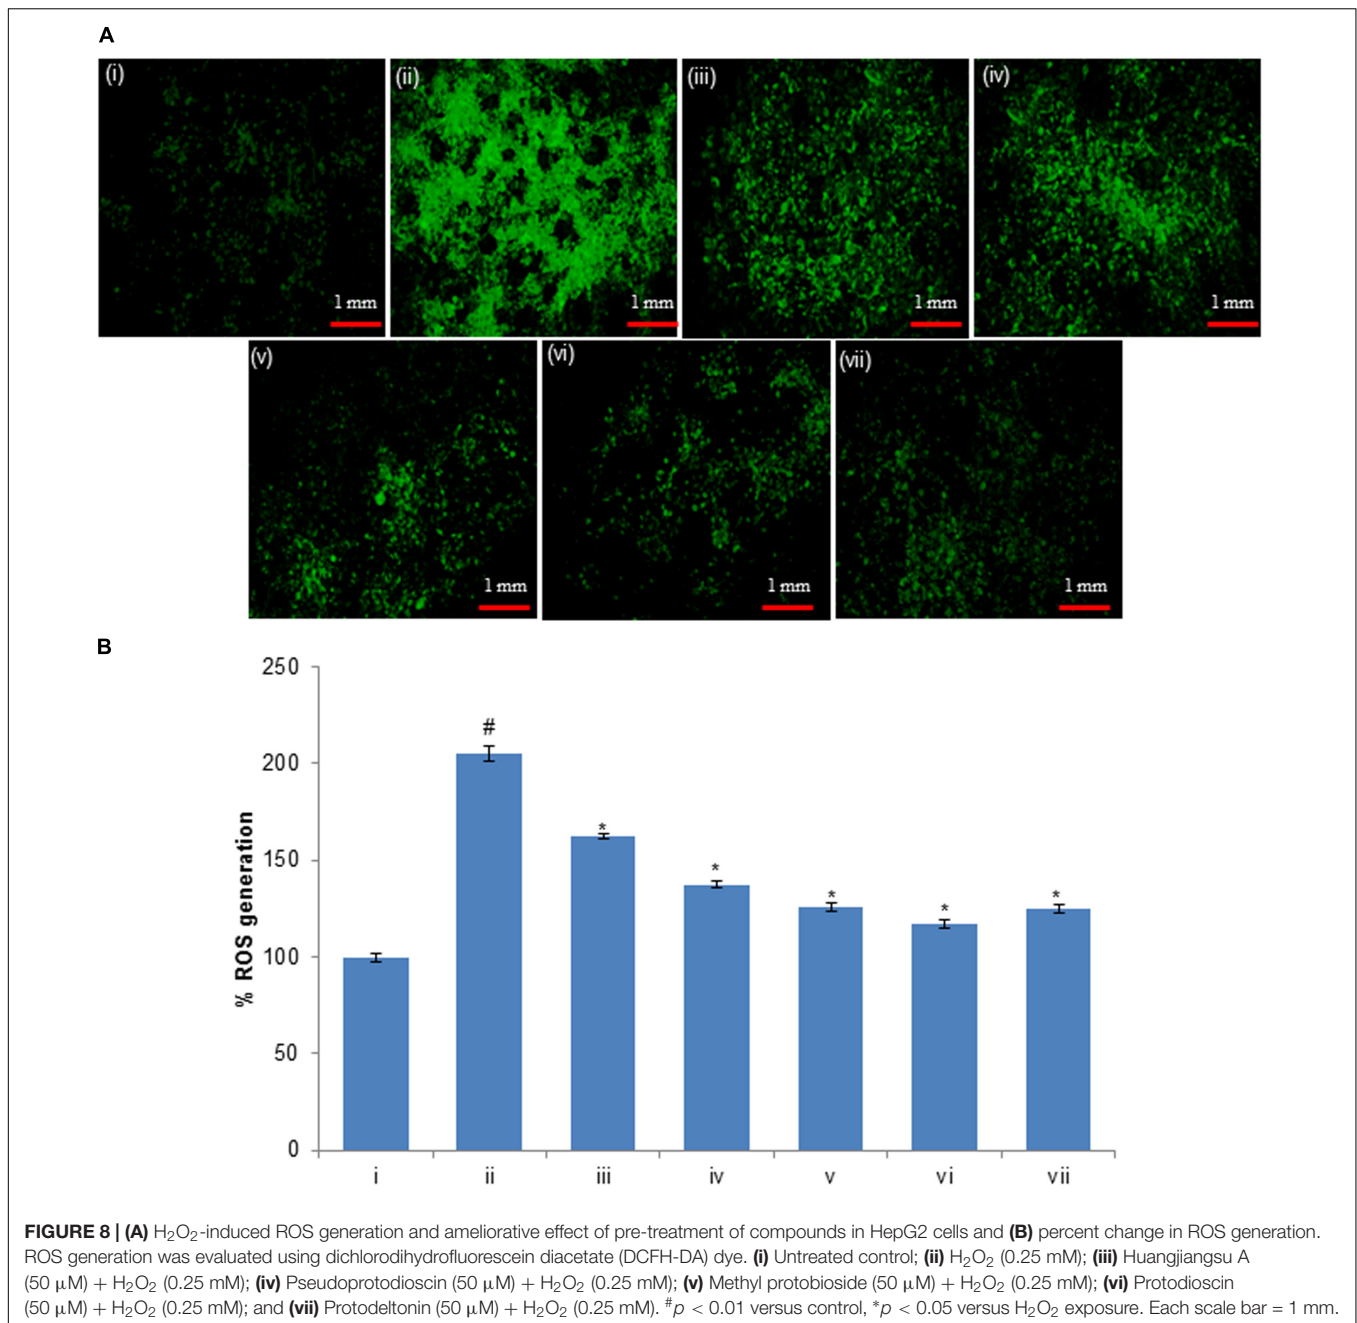 A
(i) (ii) (iii) (iv)
1 mm 1 mm 1 mm 1 mm
(v) (vi) (vii)
1 mm 1 mm 1 mm
B
250
200
150
100
50
0
% ROS generation
#
*
*
*
*
*
i ii iii iv v vi vii
FIGURE 8 | (A) H₂O₂-induced ROS generation and ameliorative effect of pre-treatment of compounds in HepG2 cells and (B) percent change in ROS generation.
ROS generation was evaluated using dichlorodihydrofluorescein diacetate (DCFH-DA) dye. (i) Untreated control; (ii) H₂O₂ (0.25 mM); (iii) Huangjiangsu A
(50 μM) + H₂O₂ (0.25 mM); (iv) Pseudoprotodioscin (50 μM) + H₂O₂ (0.25 mM); (v) Methyl protobioside (50 μM) + H₂O₂ (0.25 mM); (vi) Protodioscin
(50 μM) + H₂O₂ (0.25 mM); and (vii) Protodeltonin (50 μM) + H₂O₂ (0.25 mM). #p < 0.01 versus control, *p < 0.05 versus H₂O₂ exposure. Each scale bar = 1 mm.